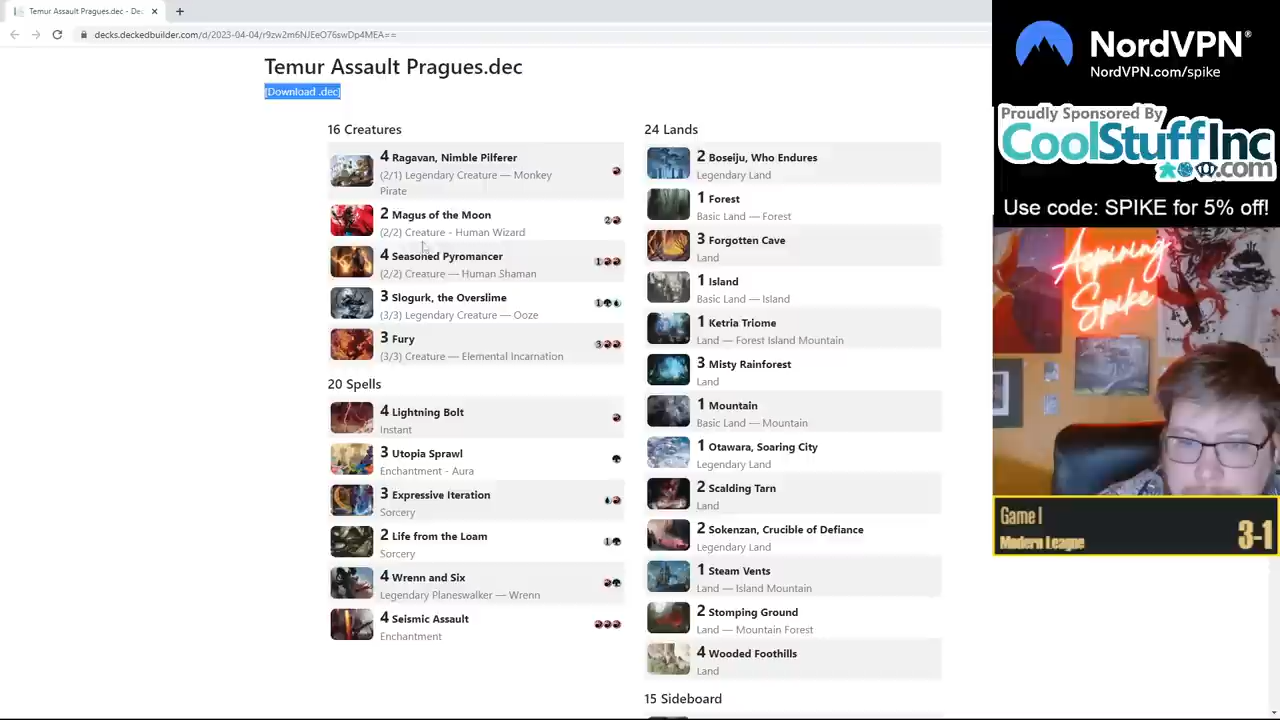 Temur Assault Pragues.dec - Dec
decks.deckedbuilder.com/d/2023-04-04/r9zw2m6NJEeO76swDp4MEA==
Temur Assault Pragues.dec
[Download .dec]
16 Creatures
4 Ragavan, Nimble Pilferer
(2/1) Legendary Creature — Monkey
Pirate
2 Magus of the Moon
(2/2) Creature - Human Wizard
4 Seasoned Pyromancer
(2/2) Creature — Human Shaman
3 Slogurk, the Overslime
(3/3) Legendary Creature — Ooze
3 Fury
(3/3) Creature — Elemental Incarnation
20 Spells
4 Lightning Bolt
Instant
3 Utopia Sprawl
Enchantment - Aura
3 Expressive Iteration
Sorcery
2 Life from the Loam
Sorcery
4 Wrenn and Six
Legendary Planeswalker — Wrenn
4 Seismic Assault
Enchantment
24 Lands
2 Boseiju, Who Endures
Legendary Land
1 Forest
Basic Land — Forest
3 Forgotten Cave
Land
1 Island
Basic Land — Island
1 Ketria Triome
Land — Forest Island Mountain
3 Misty Rainforest
Land
1 Mountain
Basic Land — Mountain
1 Otawara, Soaring City
Legendary Land
2 Scalding Tarn
Land
2 Sokenzan, Crucible of Defiance
Legendary Land
1 Steam Vents
Land — Island Mountain
2 Stomping Ground
Land — Mountain Forest
4 Wooded Foothills
Land
15 Sideboard
NordVPN®
NordVPN.com/spike
Proudly Sponsored By
CoolStuffInc
.com
Use code: SPIKE for 5% off!
Aspiring
Spike
Game 1
Modern League
3-1